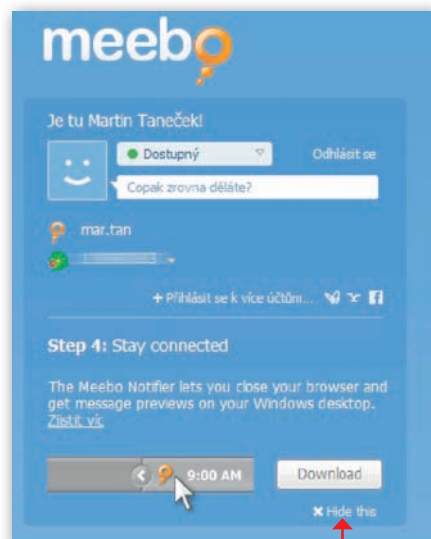 meebo
Je tu Martin Taneček!
Dostupný
Odhlásit se
Copak zrovna děláte?
mar.tan
+ Přihlásit se k více účtům...
Step 4: Stay connected
The Meebo Notifier lets you close your browser and
get message previews on your Windows desktop.
Zjistit víc
9:00 AM
Download
× Hide this